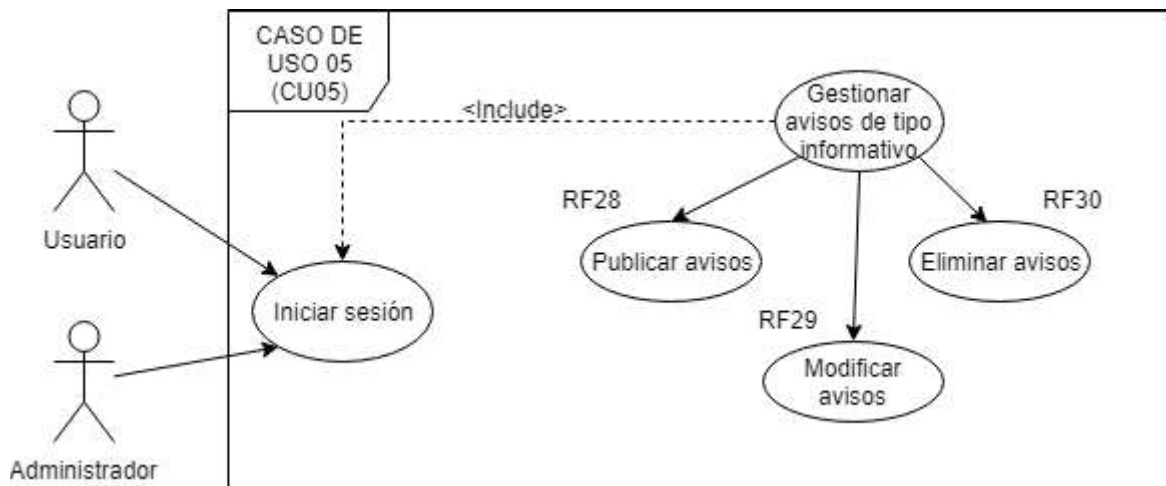 CASO DE
USO 05
(CU05)
Gestionar
avisos de tipo
informativo
<Include>
RF28
RF30
Usuario
Publicar avisos
Eliminar avisos
Iniciar sesión
RF29
Modificar
avisos
Administrador